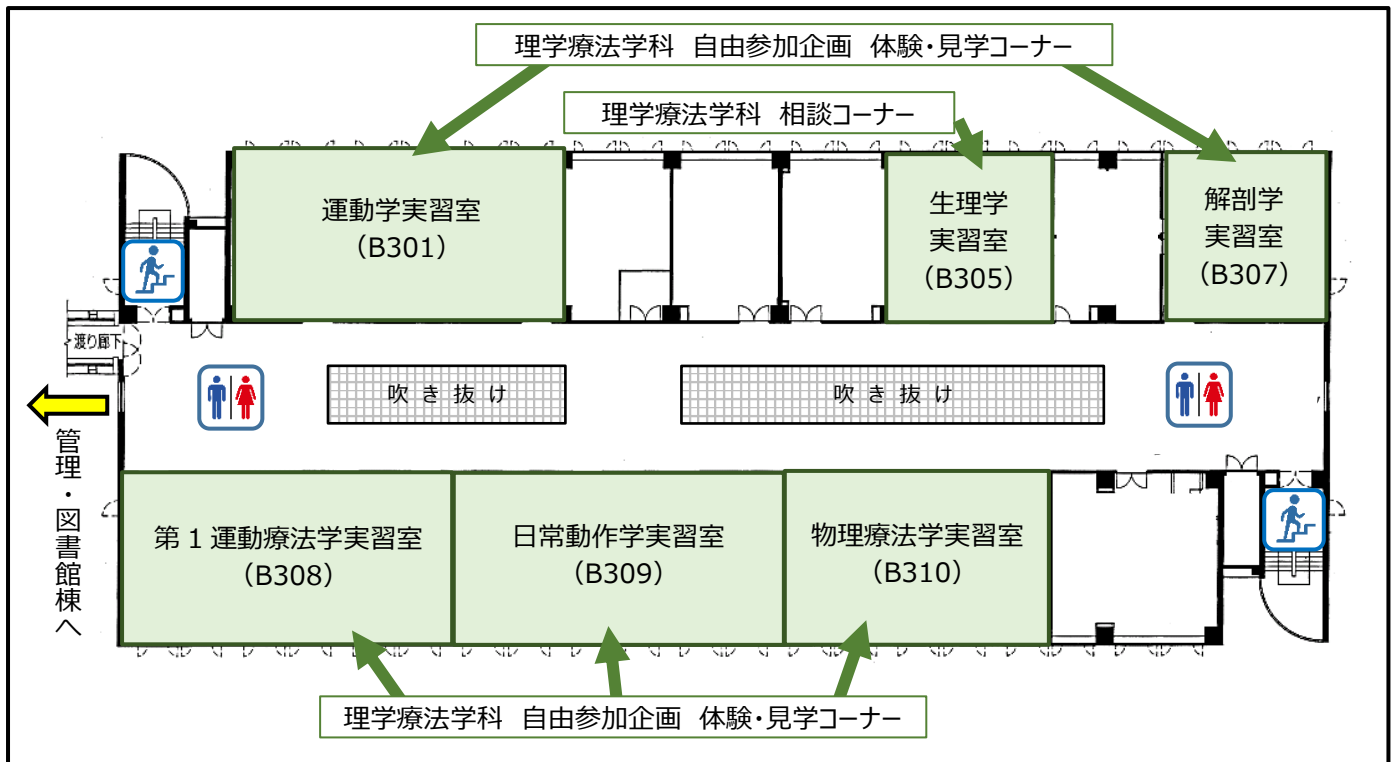 理学療法学科 自由参加企画 体験・見学コーナー
理学療法学科 相談コーナー
運動学実習室
（B301）
生理学
実習室
（B305）
解剖学
実習室
（B307）
渡り廊下
吹き抜け
吹き抜け
管理・図書館棟へ
第１運動療法学実習室
（B308）
日常動作学実習室
（B309）
物理療法学実習室
（B310）
理学療法学科 自由参加企画 体験・見学コーナー